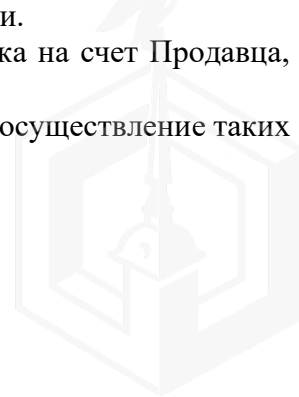 и.
ка на счет Продавца,
осуществление таких